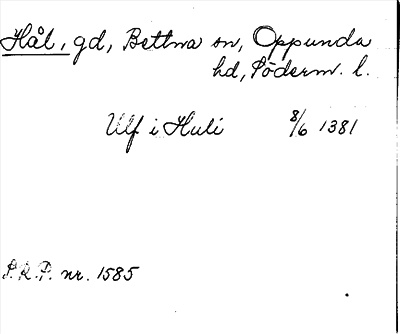 Hål, gd, Bettna sn, Oppunda
hd, Söderm. l.
Ulf i Huli 8/6 1381
S.R.P. nr. 1585